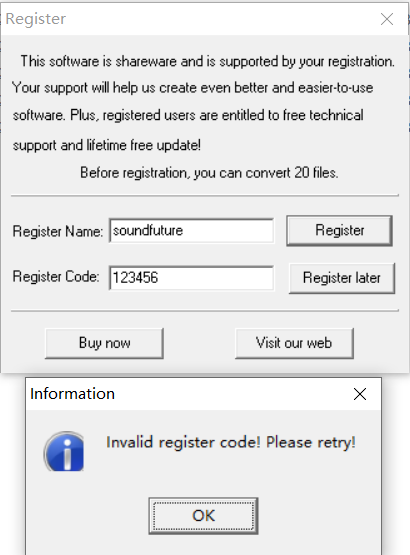 Register
This software is shareware and is supported by your registration.
Your support will help us create even better and easier-to-use
software. Plus, registered users are entitled to free technical
support and lifetime free update!
Before registration, you can convert 20 files.
Register Name: soundfuture Register
Register Code: 123456 Register later
Buy now Visit our web
Information
Invalid register code! Please retry!
OK